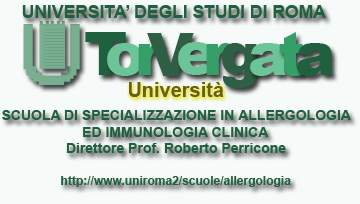 UNIVERSITA' DEGLI STUDI DI ROMA
TorVergata
Università
SCUOLA DI SPECIALIZZAZIONE IN ALLERGOLOGIA
ED IMMUNOLOGIA CLINICA
Direttore Prof. Roberto Perricone
http://www.uniroma2/scuole/allergologia